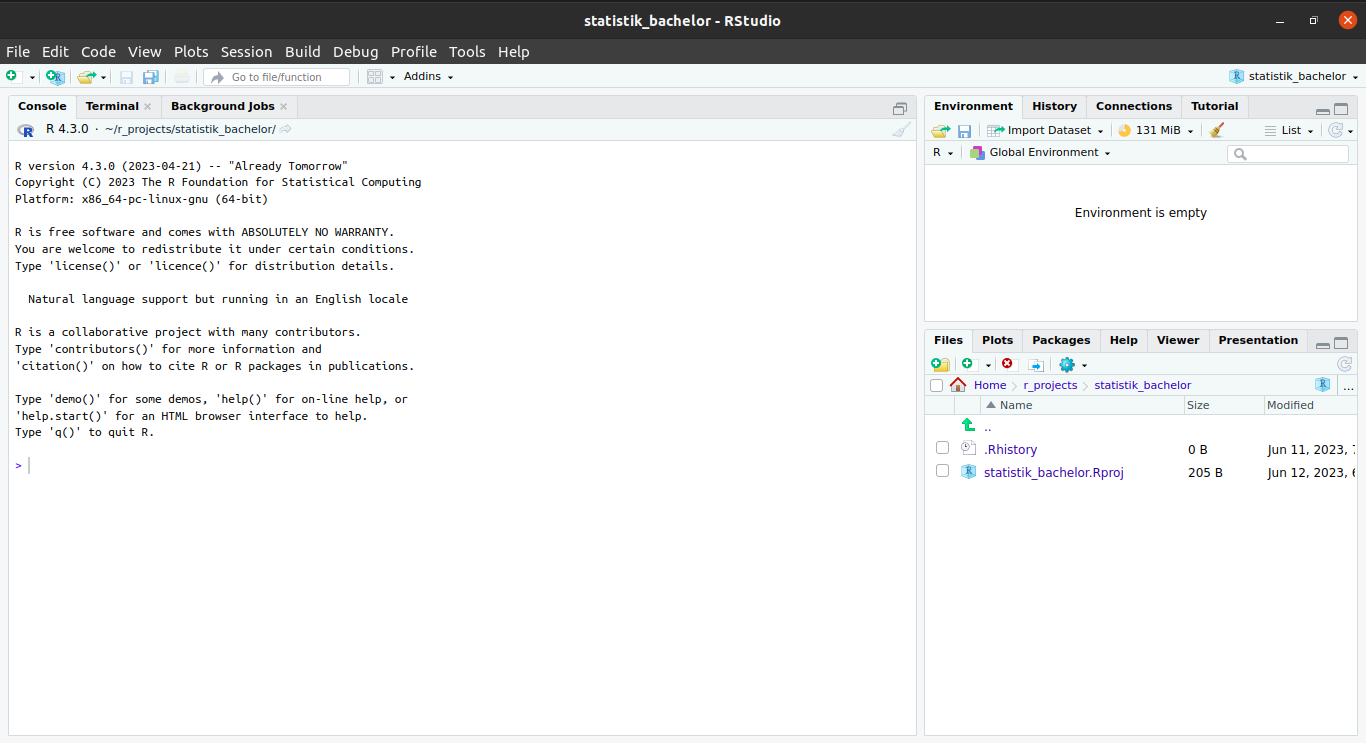 statistik_bachelor - RStudio
File Edit Code View Plots Session Build Debug Profile Tools Help
Go to file/function Addins statistik_bachelor
Console Terminal Background Jobs
R 4.3.0 · ~/r_projects/statistik_bachelor/
R version 4.3.0 (2023-04-21) -- "Already Tomorrow"
Copyright (C) 2023 The R Foundation for Statistical Computing
Platform: x86_64-pc-linux-gnu (64-bit)
R is free software and comes with ABSOLUTELY NO WARRANTY.
You are welcome to redistribute it under certain conditions.
Type 'license()' or 'licence()' for distribution details.
Natural language support but running in an English locale
R is a collaborative project with many contributors.
Type 'contributors()' for more information and
'citation()' on how to cite R or R packages in publications.
Type 'demo()' for some demos, 'help()' for on-line help, or
'help.start()' for an HTML browser interface to help.
Type 'q()' to quit R.
>
Environment History Connections Tutorial
Import Dataset 131 MiB List
R Global Environment
Environment is empty
Files Plots Packages Help Viewer Presentation
Home r_projects statistik_bachelor ...
Name Size Modified
..
.Rhistory 0 B Jun 11, 2023,
statistik_bachelor.Rproj 205 B Jun 12, 2023,